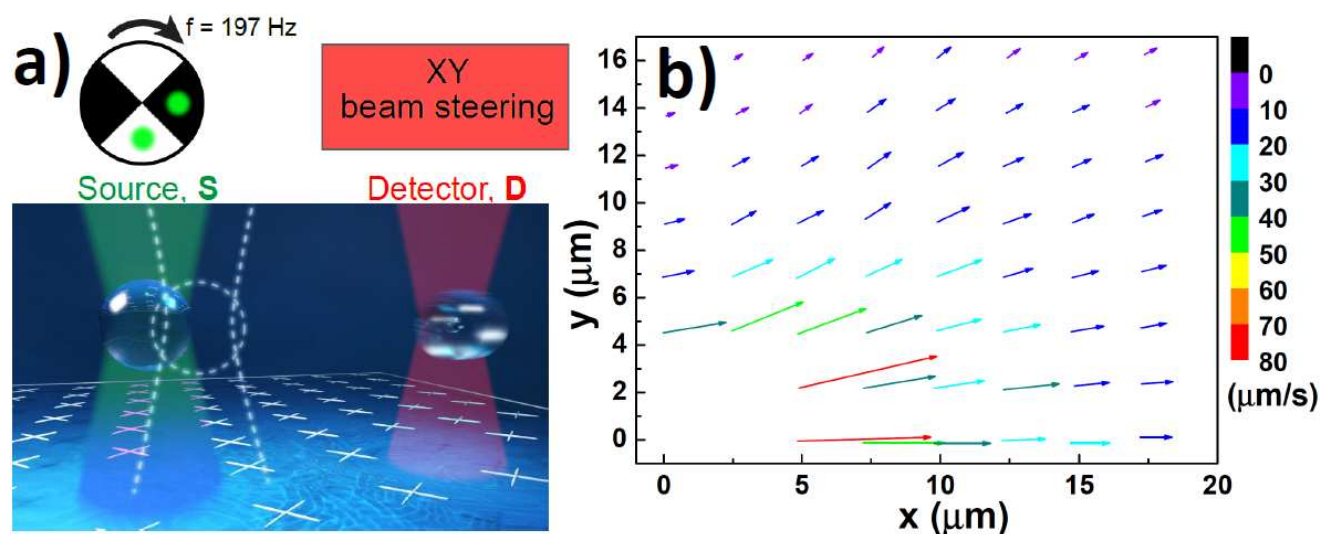 a)
f = 197 Hz
XY
beam steering
Source, S
Detector, D
b)
16
14
12
10
8
6
4
2
0
y (μm)
0
5
10
15
20
x (μm)
0
10
20
30
40
50
60
70
80
(μm/s)